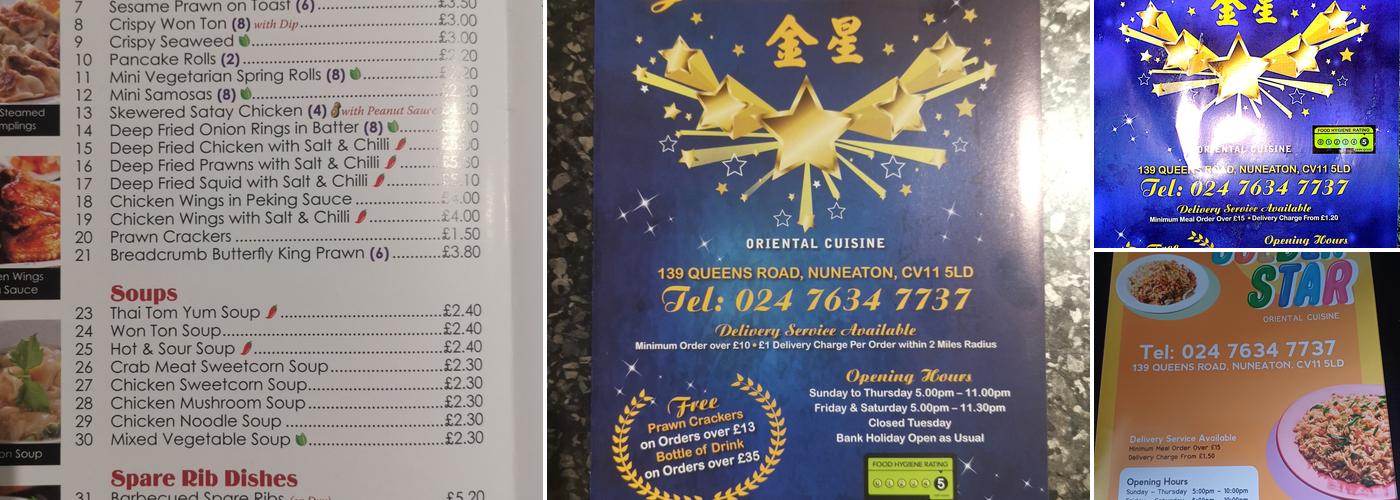 7 Sesame Prawn on Toast (6) £3.50
8 Crispy Won Ton (8) with Dip £3.00
9 Crispy Seaweed £3.00
10 Pancake Rolls (2)
11 Mini Vegetarian Spring Rolls (8)
12 Mini Samosas (8)
13 Skewered Satay Chicken (4) with Peanut Sauce
14 Deep Fried Onion Rings in Batter (8)
15 Deep Fried Chicken with Salt & Chilli
16 Deep Fried Prawns with Salt & Chilli
17 Deep Fried Squid with Salt & Chilli
18 Chicken Wings in Peking Sauce
19 Chicken Wings with Salt & Chilli £4.00
20 Prawn Crackers £1.50
21 Breadcrumb Butterfly King Prawn (6) £3.80
Soups
23 Thai Tom Yum Soup £2.40
24 Won Ton Soup £2.40
25 Hot & Sour Soup £2.40
26 Crab Meat Sweetcorn Soup £2.30
27 Chicken Sweetcorn Soup £2.30
28 Chicken Mushroom Soup £2.30
29 Chicken Noodle Soup £2.30
30 Mixed Vegetable Soup £2.30
Spare Rib Dishes
31 Barbecued Spare Ribs £5.20
Steamed
Sauce
Soup
金星
ORIENTAL CUISINE
139 QUEENS ROAD, NUNEATON, CV11 5LD
Tel: 024 7634 7737
Delivery Service Available
Minimum Order over £10 • £1 Delivery Charge Per Order within 2 Miles Radius
Free
Prawn Crackers
on Orders over £13
Bottle of Drink
on Orders over £35
Opening Hours
Sunday to Thursday 5.00pm – 11.00pm
Friday & Saturday 5.00pm – 11.30pm
Closed Tuesday
Bank Holiday Open as Usual
FOOD HYGIENE RATING
5
金星
ORIENTAL CUISINE
FOOD HYGIENE RATING
5
139 QUEENS ROAD, NUNEATON, CV11 5LD
Tel: 024 7634 7737
Delivery Service Available
Minimum Meal Order Over £15 • Delivery Charge From £1.20
Free
Opening Hours
GOLDEN
STAR
ORIENTAL CUISINE
Tel: 024 7634 7737
139 QUEENS ROAD, NUNEATON, CV11 5LD
Delivery Service Available
Minimum Meal Order Over £15
Delivery Charge From £1.50
Opening Hours
Sunday - Thursday 5:00pm - 10:00pm